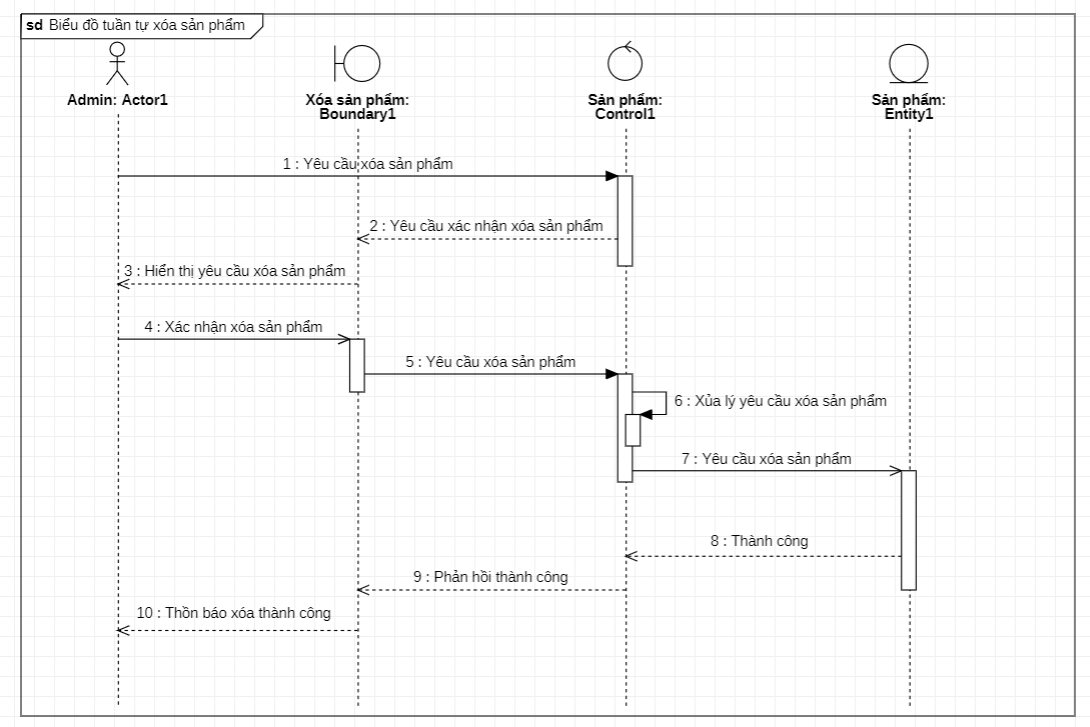 sd Biểu đồ tuần tự xóa sản phẩm
Admin: Actor1
Xóa sản phẩm:
Boundary1
Sản phẩm:
Control1
Sản phẩm:
Entity1
1 : Yêu cầu xóa sản phẩm
2 : Yêu cầu xác nhận xóa sản phẩm
3 : Hiển thị yêu cầu xóa sản phẩm
4 : Xác nhận xóa sản phẩm
5 : Yêu cầu xóa sản phẩm
6 : Xủa lý yêu cầu xóa sản phẩm
7 : Yêu cầu xóa sản phẩm
8 : Thành công
9 : Phản hồi thành công
10 : Thồn báo xóa thành công